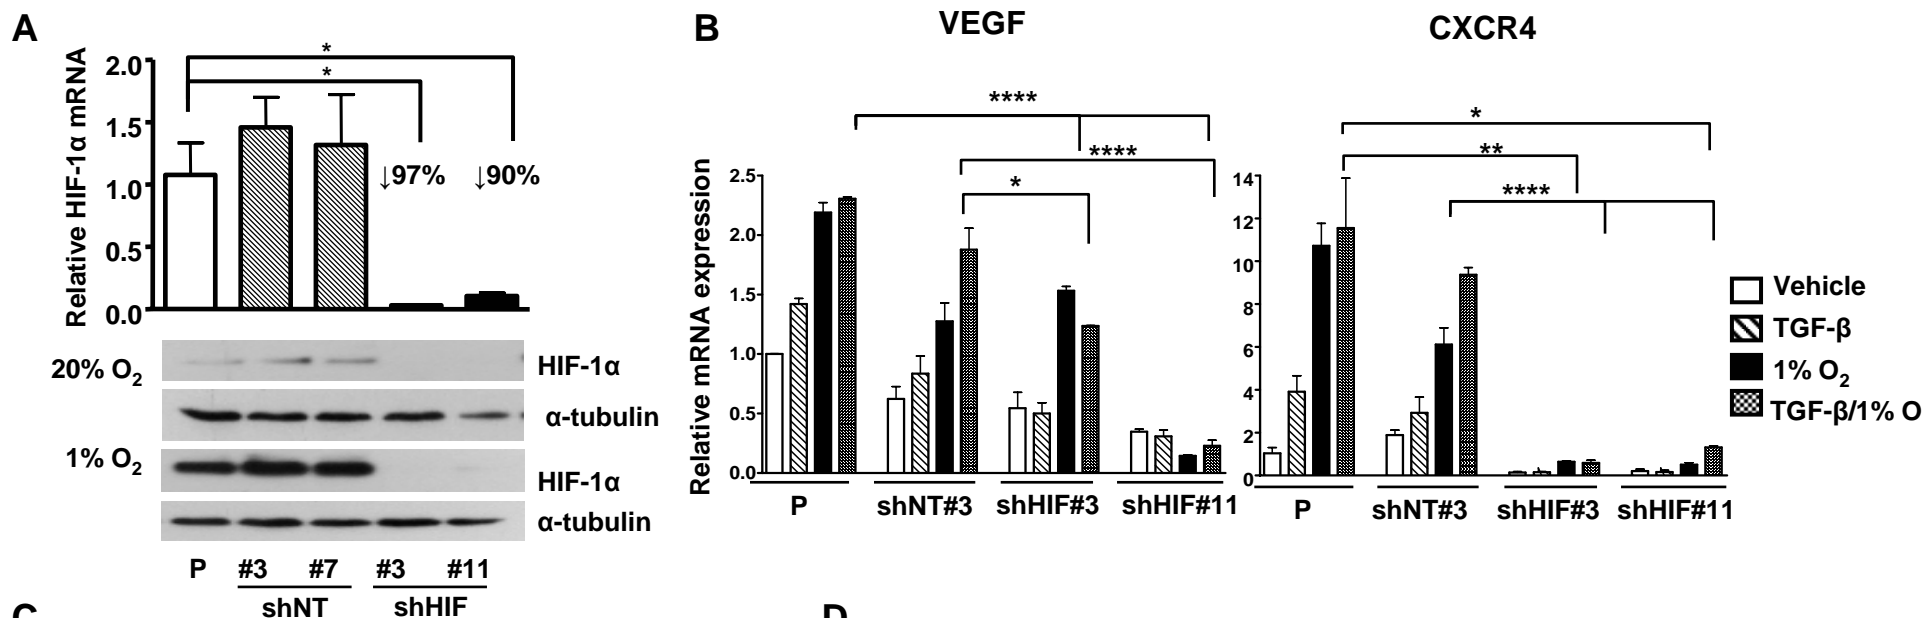 A
Relative HIF-1α mRNA
2.0
1.5
1.0
0.5
0.0
*
*
↓97%
↓90%
20% O2
HIF-1α
α-tubulin
1% O2
HIF-1α
α-tubulin
P
#3
#7
#3
#11
shNT
shHIF
B
VEGF
Relative mRNA expression
2.5
2.0
1.5
1.0
0.5
0.0
****
****
*
P
shNT#3
shHIF#3
shHIF#11
CXCR4
14
12
10
8
6
4
2
0
*
**
****
P
shNT#3
shHIF#3
shHIF#11
Vehicle
TGF-β
1% O2
TGF-β/1% O